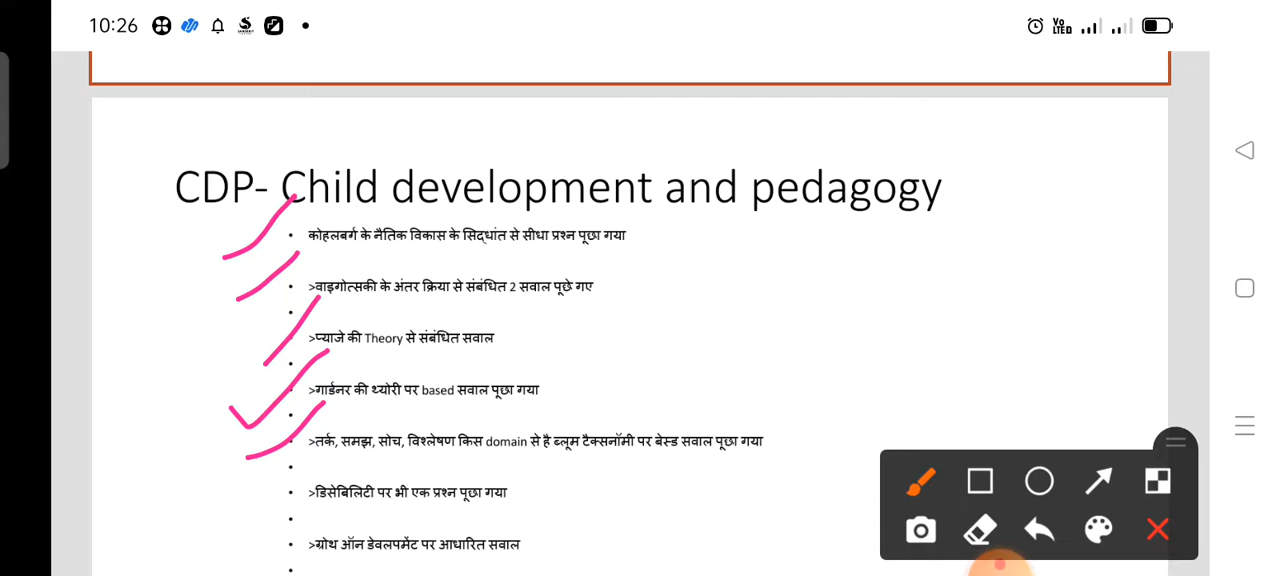 10:26
Vo
LTED
CDP- Child development and pedagogy
• कोहलबर्ग के नैतिक विकास के सिद्धांत से सीधा प्रश्न पूछा गया
• >वाइगोत्सकी के अंतर क्रिया से संबंधित 2 सवाल पूछे गए
•
• >प्याजे की Theory से संबंधित सवाल
•
• >गार्डनर की थ्योरी पर based सवाल पूछा गया
•
• >तर्क, समझ, सोच, विश्लेषण किस domain से है ब्लूम टैक्सनॉमी पर बेस्ड सवाल पूछा गया
•
• >डिसेबिलिटी पर भी एक प्रश्न पूछा गया
•
• >ग्रोथ ऑन डेवलपमेंट पर आधारित सवाल
•